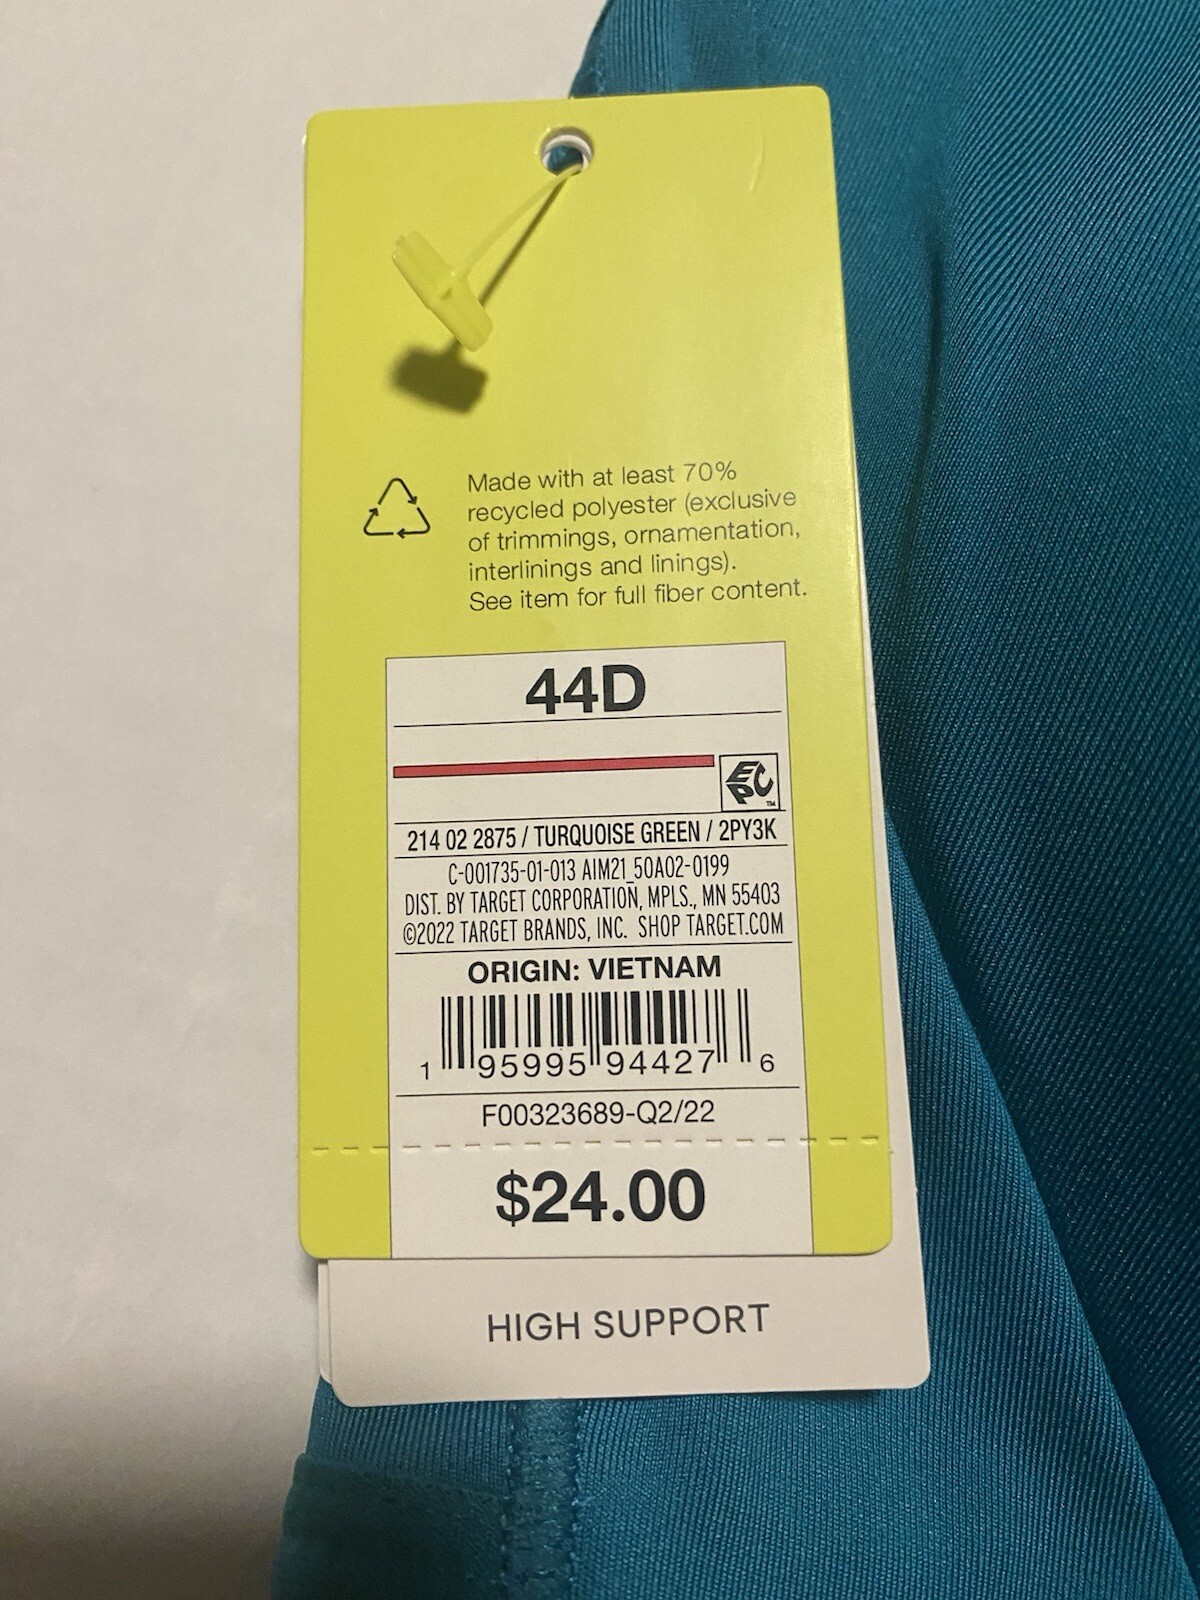 Made with at least 70%
recycled polyester (exclusive
of trimmings, ornamentation,
interlinings and linings).
See item for full fiber content.
44D
EPC TM
214 02 2875 / TURQUOISE GREEN / 2PY3K
C-001735-01-013 AIM21_50A02-0199
DIST. BY TARGET CORPORATION, MPLS., MN 55403
©2022 TARGET BRANDS, INC. SHOP TARGET.COM
ORIGIN: VIETNAM
1 95995 94427 6
F00323689-Q2/22
$24.00
HIGH SUPPORT